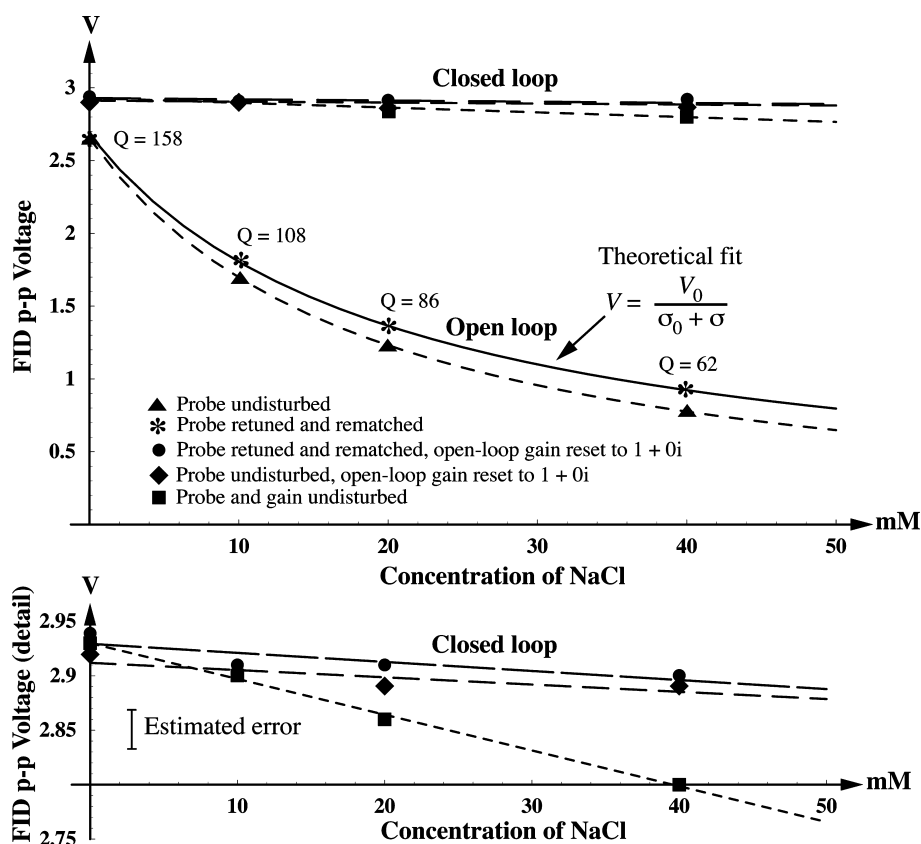 V
Closed loop
3
Q = 158
2.5
Q = 108
2
Theoretical fit
V = V₀ / (σ₀ + σ)
Q = 86
1.5
Open loop
Q = 62
1
0.5
FID p-p Voltage
Probe undisturbed
Probe retuned and rematched
Probe retuned and rematched, open-loop gain reset to 1 + 0i
Probe undisturbed, open-loop gain reset to 1 + 0i
Probe and gain undisturbed
mM
10 20 30 40 50
Concentration of NaCl
V
2.95
Closed loop
2.9
2.85
Estimated error
2.8
2.75
FID p-p Voltage (detail)
mM
10 20 30 40 50
Concentration of NaCl